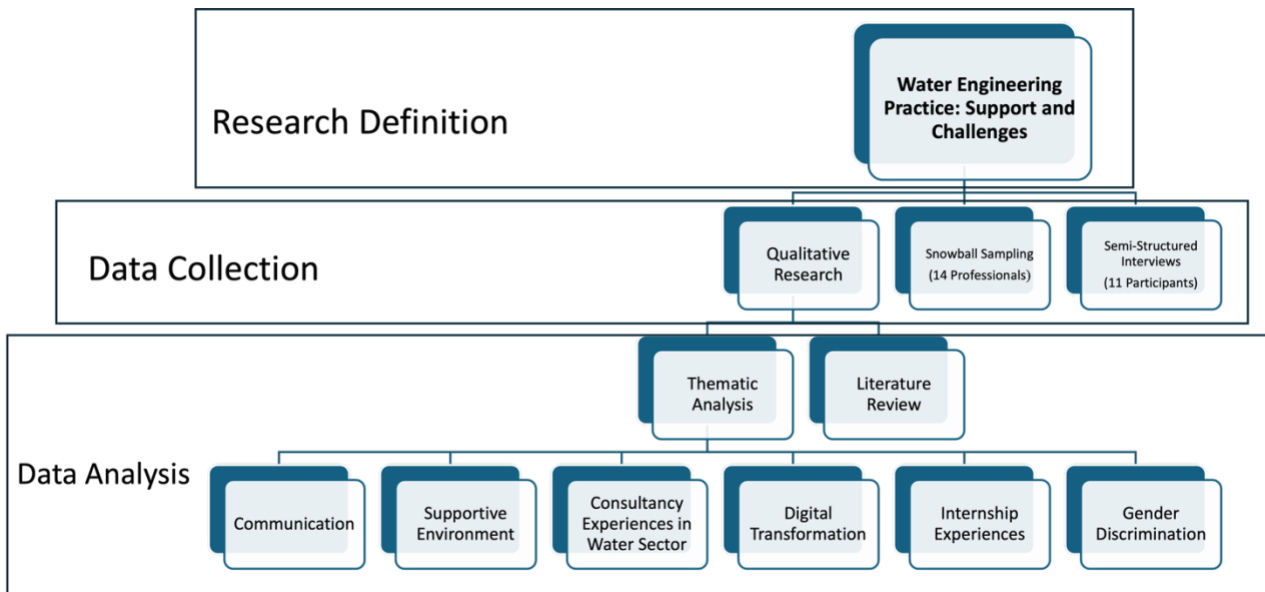 Research Definition
Water Engineering
Practice: Support and
Challenges
Data Collection
Qualitative
Research
Snowball Sampling
(14 Professionals)
Semi-Structured
Interviews
(11 Participants)
Data Analysis
Thematic
Analysis
Literature
Review
Communication
Supportive
Environment
Consultancy
Experiences in
Water Sector
Digital
Transformation
Internship
Experiences
Gender
Discrimination